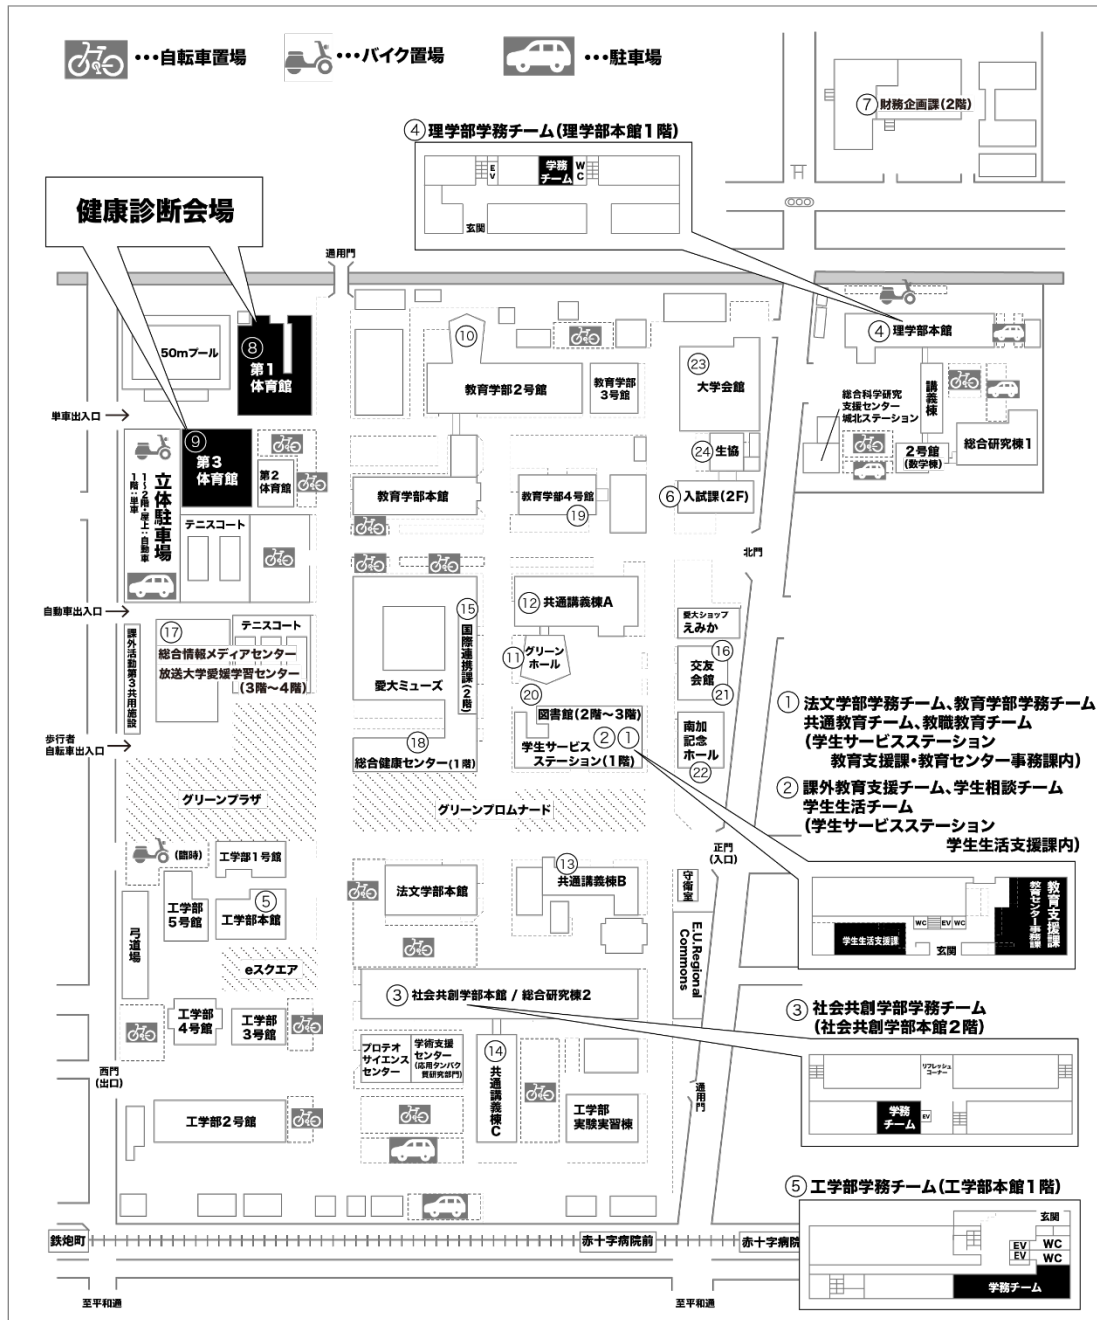 ・・・自転車置場
・・・バイク置場
・・・駐車場
⑦ 財務企画課(2階)
④ 理学部学務チーム(理学部本館1階)
EV
学務
チーム
WC
玄関
健康診断会場
通用門
50mプール
⑧
第1
体育館
⑩
教育学部2号館
教育学部
3号館
㉓
大学会館
④ 理学部本館
講義棟
総合科学研究
支援センター
城北ステーション
2号館
(数学棟)
総合研究棟1
単車出入口
⑨
第3
体育館
第2
体育館
立体駐車場
1~2階・屋上:自動車
1階:単車
テニスコート
教育学部本館
教育学部4号館
⑲
㉔ 生協
⑥ 入試課(2F)
北門
自動車出入口
課外活動第3共用施設
⑰
総合情報メディアセンター
放送大学愛媛学習センター
(3階~4階)
テニスコート
愛大ミューズ
⑮
国際連携課(2階)
⑫ 共通講義棟A
⑪
グリーン
ホール
愛大ショップ
えみか
⑯
交友
会館
㉑
⑳
図書館(2階~3階)
② ①
学生サービス
ステーション(1階)
南加
記念
ホール
㉒
⑱
総合健康センター(1階)
歩行者
自転車出入口
グリーンプラザ
グリーンプロムナード
① 法文学部学務チーム、教育学部学務チーム
共通教育チーム、教職教育チーム
(学生サービスステーション
教育支援課・教育センター事務課内)
② 課外教育支援チーム、学生相談チーム
学生生活チーム
(学生サービスステーション
学生生活支援課内)
正門
(入口)
守衛室
(臨時)
工学部1号館
⑤
工学部本館
工学部
5号館
弓道場
eスクエア
法文学部本館
⑬
共通講義棟B
E.U.Regional
Commons
学生生活支援課
WC
EV
WC
玄関
教育支援課
教育センター事務課
③ 社会共創学部本館 / 総合研究棟2
工学部
4号館
工学部
3号館
西門
(出口)
プロテオ
サイエンス
センター
学術支援
センター
(応用タンパク
質研究部門)
⑭
共通講義棟C
工学部
実験実習棟
通用門
工学部2号館
③ 社会共創学部学務チーム
(社会共創学部本館2階)
リフレッシュ
コーナー
学務
チーム
EV
⑤ 工学部学務チーム(工学部本館1階)
玄関
EV
WC
EV
WC
学務チーム
鉄炮町
赤十字病院前
赤十字病院
至平和通
至平和通